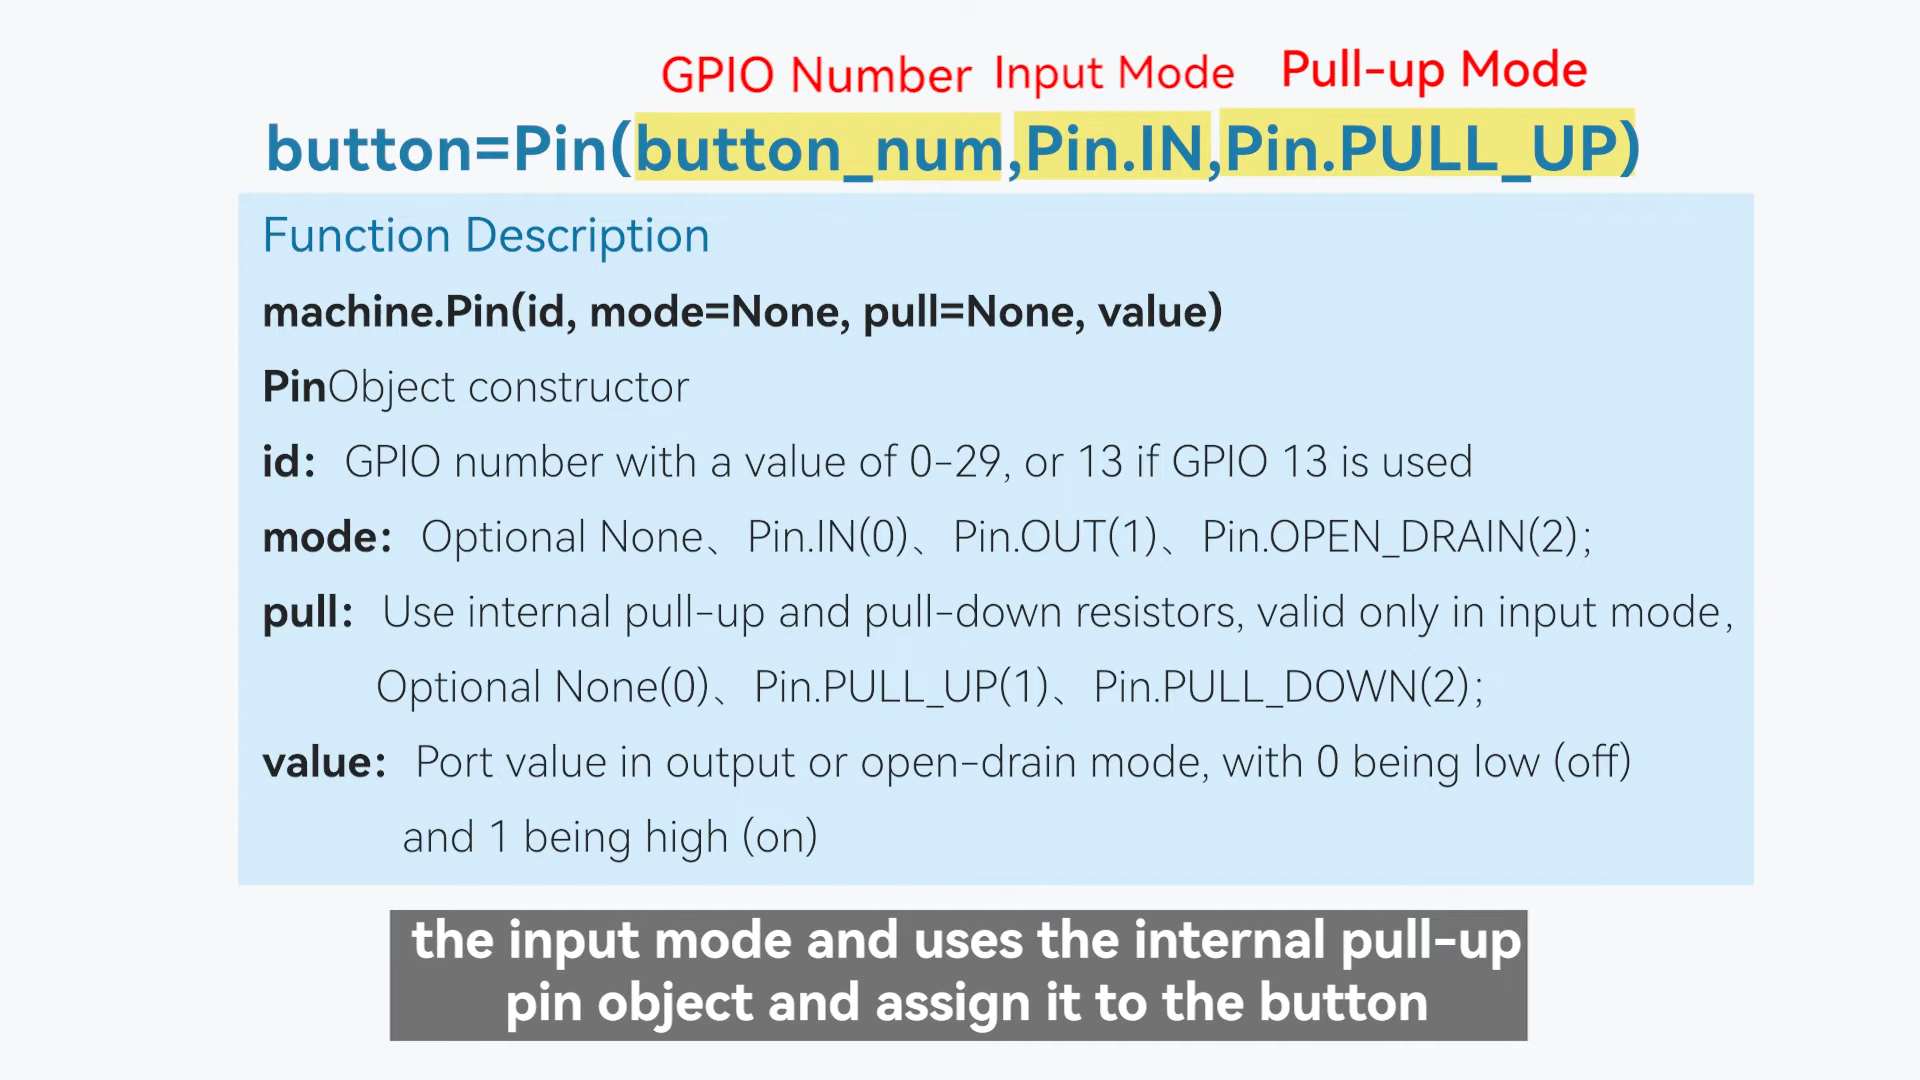 GPIO Number Input Mode Pull-up Mode
button=Pin(button_num,Pin.IN,Pin.PULL_UP)
Function Description
machine.Pin(id, mode=None, pull=None, value)
PinObject constructor
id: GPIO number with a value of 0-29, or 13 if GPIO 13 is used
mode: Optional None、Pin.IN(0)、Pin.OUT(1)、Pin.OPEN_DRAIN(2);
pull: Use internal pull-up and pull-down resistors, valid only in input mode,
Optional None(0)、Pin.PULL_UP(1)、Pin.PULL_DOWN(2);
value: Port value in output or open-drain mode, with 0 being low (off)
and 1 being high (on)
the input mode and uses the internal pull-up
pin object and assign it to the button